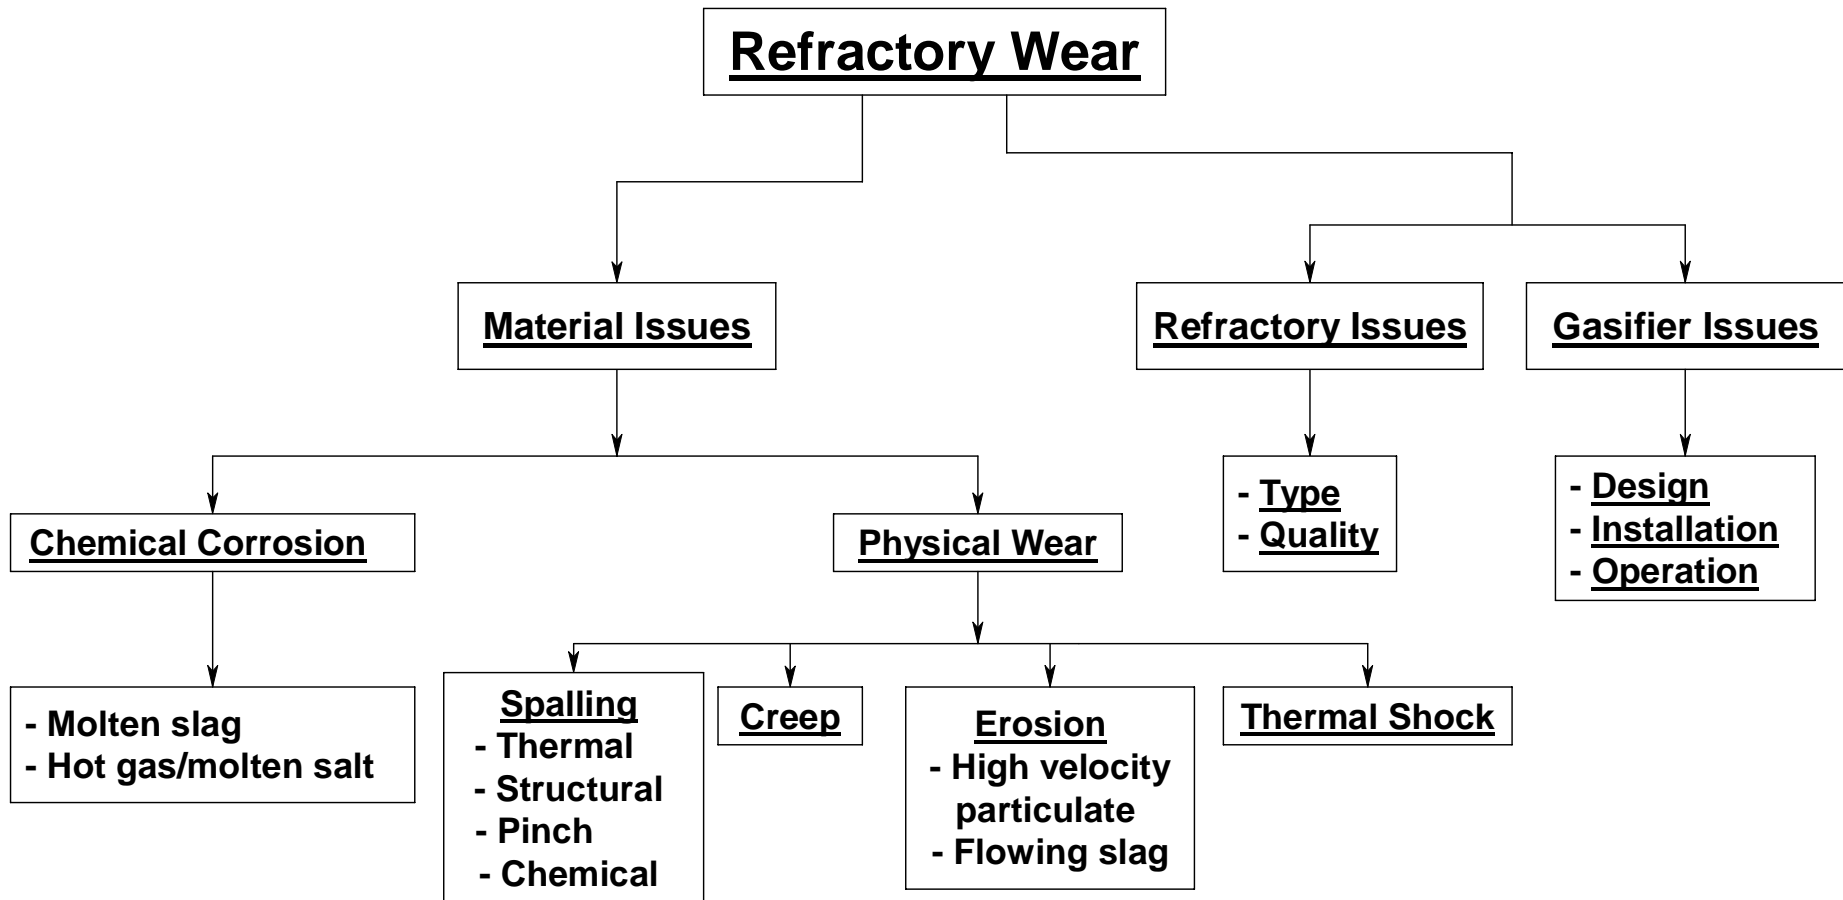 Refractory Wear
Material Issues
Refractory Issues
Gasifier Issues
- Type
- Quality
- Design
- Installation
- Operation
Chemical Corrosion
Physical Wear
- Molten slag
- Hot gas/molten salt
Spalling
- Thermal
- Structural
- Pinch
- Chemical
Creep
Erosion
- High velocity
particulate
- Flowing slag
Thermal Shock